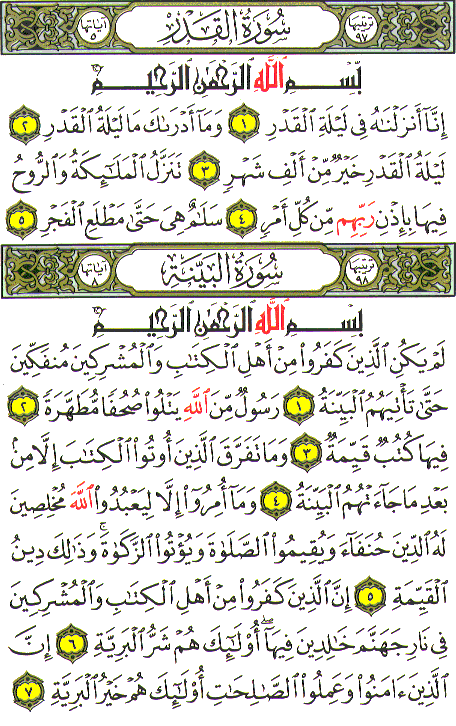 ترتيبها ٩٧ سُورَةُ القَدْرِ آياتها ٥
بِسْمِ ٱللَّهِ ٱلرَّحْمَٰنِ ٱلرَّحِيمِ
إِنَّآ أَنزَلْنَٰهُ فِى لَيْلَةِ ٱلْقَدْرِ ١ وَمَآ أَدْرَىٰكَ مَا لَيْلَةُ ٱلْقَدْرِ ٢
لَيْلَةُ ٱلْقَدْرِ خَيْرٌ مِّنْ أَلْفِ شَهْرٍ ٣ تَنَزَّلُ ٱلْمَلَٰٓئِكَةُ وَٱلرُّوحُ
فِيهَا بِإِذْنِ رَبِّهِم مِّن كُلِّ أَمْرٍ ٤ سَلَٰمٌ هِىَ حَتَّىٰ مَطْلَعِ ٱلْفَجْرِ ٥
ترتيبها ٩٨ سُورَةُ البَيِّنَةِ آياتها ٨
بِسْمِ ٱللَّهِ ٱلرَّحْمَٰنِ ٱلرَّحِيمِ
لَمْ يَكُنِ ٱلَّذِينَ كَفَرُوا۟ مِنْ أَهْلِ ٱلْكِتَٰبِ وَٱلْمُشْرِكِينَ مُنفَكِّينَ
حَتَّىٰ تَأْتِيَهُمُ ٱلْبَيِّنَةُ ١ رَسُولٌ مِّنَ ٱللَّهِ يَتْلُوا۟ صُحُفًا مُّطَهَّرَةً ٢
فِيهَا كُتُبٌ قَيِّمَةٌ ٣ وَمَا تَفَرَّقَ ٱلَّذِينَ أُوتُوا۟ ٱلْكِتَٰبَ إِلَّا مِنۢ
بَعْدِ مَا جَآءَتْهُمُ ٱلْبَيِّنَةُ ٤ وَمَآ أُمِرُوٓا۟ إِلَّا لِيَعْبُدُوا۟ ٱللَّهَ مُخْلِصِينَ
لَهُ ٱلدِّينَ حُنَفَآءَ وَيُقِيمُوا۟ ٱلصَّلَوٰةَ وَيُؤْتُوا۟ ٱلزَّكَوٰةَ ۚ وَذَٰلِكَ دِينُ
ٱلْقَيِّمَةِ ٥ إِنَّ ٱلَّذِينَ كَفَرُوا۟ مِنْ أَهْلِ ٱلْكِتَٰبِ وَٱلْمُشْرِكِينَ
فِى نَارِ جَهَنَّمَ خَٰلِدِينَ فِيهَآ ۚ أُو۟لَٰٓئِكَ هُمْ شَرُّ ٱلْبَرِيَّةِ ٦ إِنَّ
ٱلَّذِينَ ءَامَنُوا۟ وَعَمِلُوا۟ ٱلصَّٰلِحَٰتِ أُو۟لَٰٓئِكَ هُمْ خَيْرُ ٱلْبَرِيَّةِ ٧